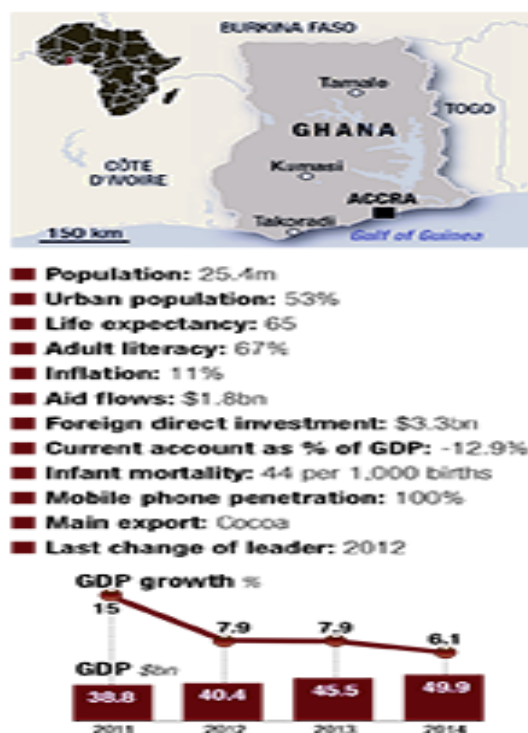 BURKINA FASO
Tamale
TOGO
GHANA
CÔTE
D'IVOIRE
Kumasi
ACCRA
Takoradi
150 km
Gulf of Guinea
Population: 25.4m
Urban population: 53%
Life expectancy: 65
Adult literacy: 67%
Inflation: 11%
Aid flows: $1.8bn
Foreign direct investment: $3.3bn
Current account as % of GDP: -12.9%
Infant mortality: 44 per 1,000 births
Mobile phone penetration: 100%
Main export: Cocoa
Last change of leader: 2012
GDP growth %
15
7.9
7.9
6.1
GDP $bn
38.8
40.4
45.5
49.9
2011
2012
2013
2014